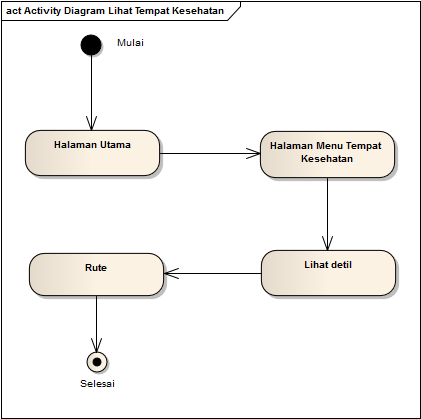 act Activity Diagram Lihat Tempat Kesehatan
Mulai
Halaman Utama
Halaman Menu Tempat
Kesehatan
Rute
Lihat detil
Selesai